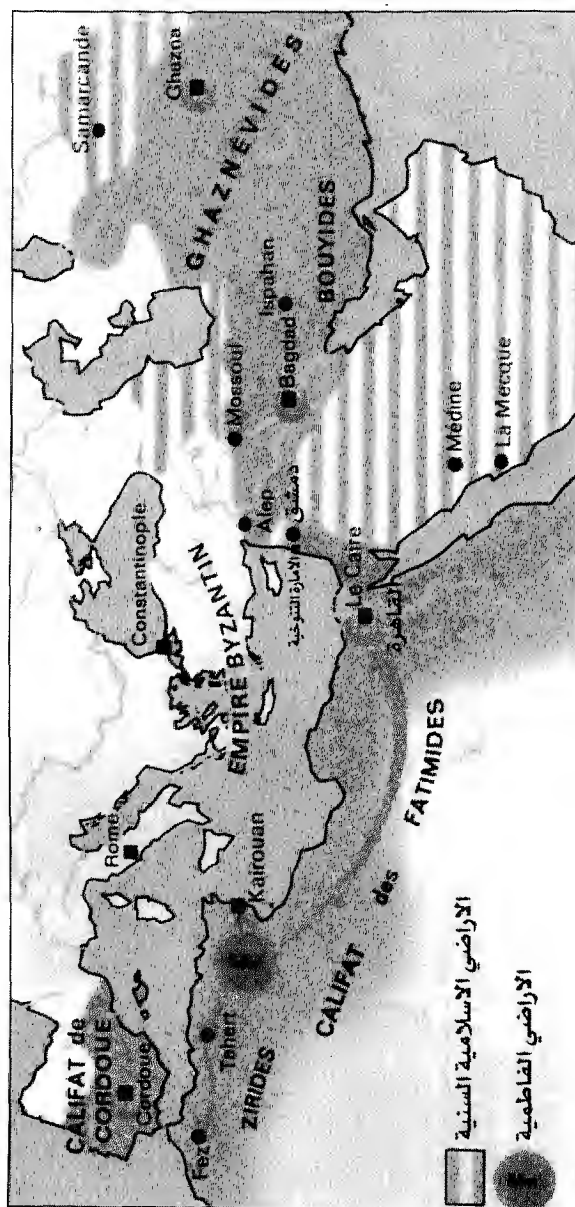 CALIFAT de
CORDOUE
Cordoue
Fez
Tahert
ZIRIDES
Kairouan
CALIFAT
des
FATIMIDES
Rome
EMPIRE BYZANTIN
Constantinople
Alep
دمشق
الامارة التنوخية
Le Caire
القاهرة
Mossoul
Bagdad
Ispahan
BOUYIDES
Médine
La Mecque
GHAZNÉVIDES
Samarcande
Ghazna
الاراضي الاسلامية السنية
الاراضي الفاطمية